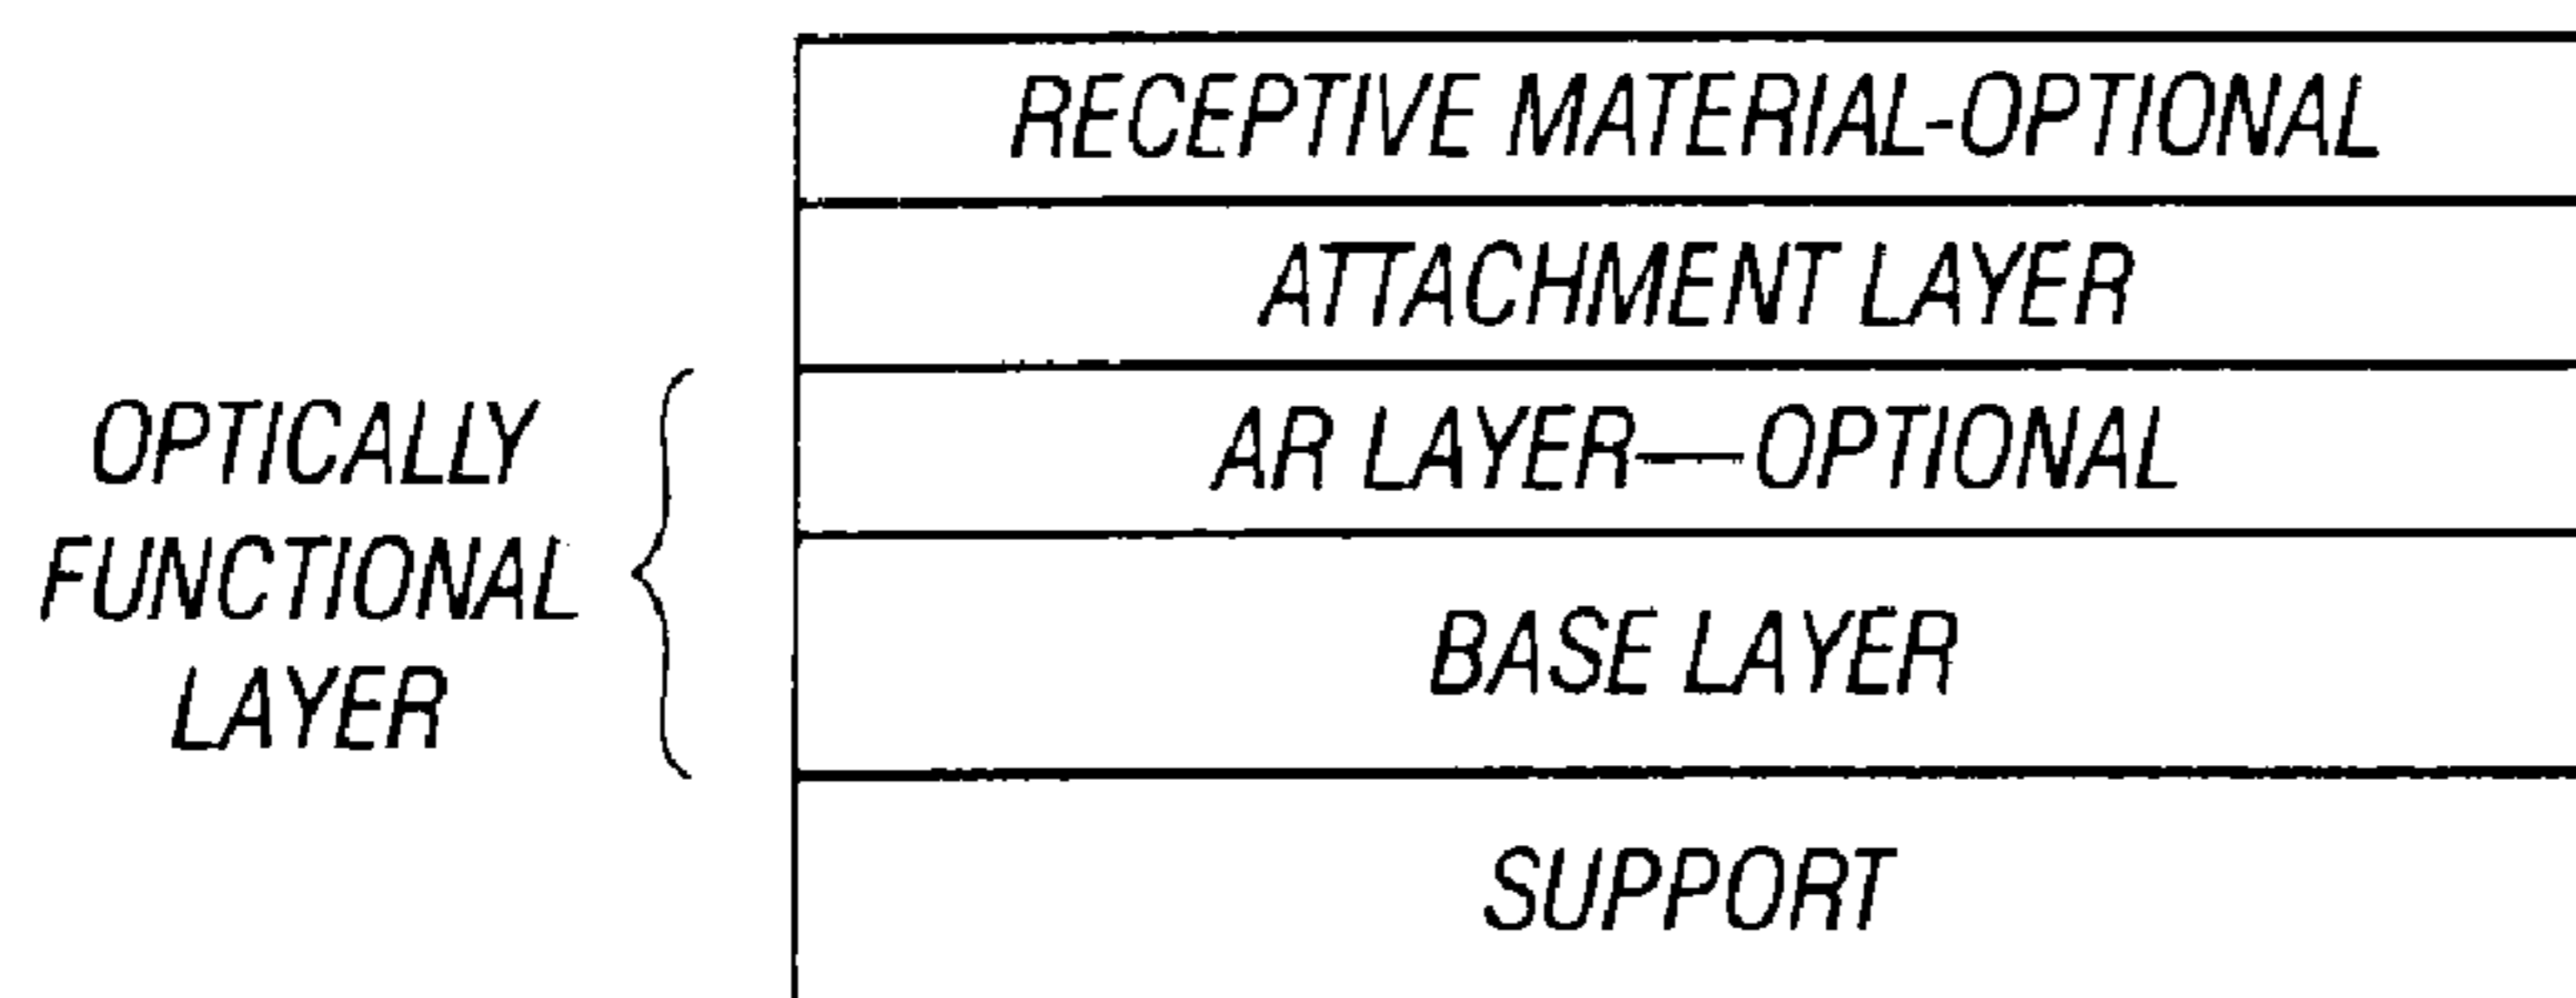 RECEPTIVE MATERIAL-OPTIONAL
ATTACHMENT LAYER
OPTICALLY
FUNCTIONAL
LAYER
AR LAYER—OPTIONAL
BASE LAYER
SUPPORT